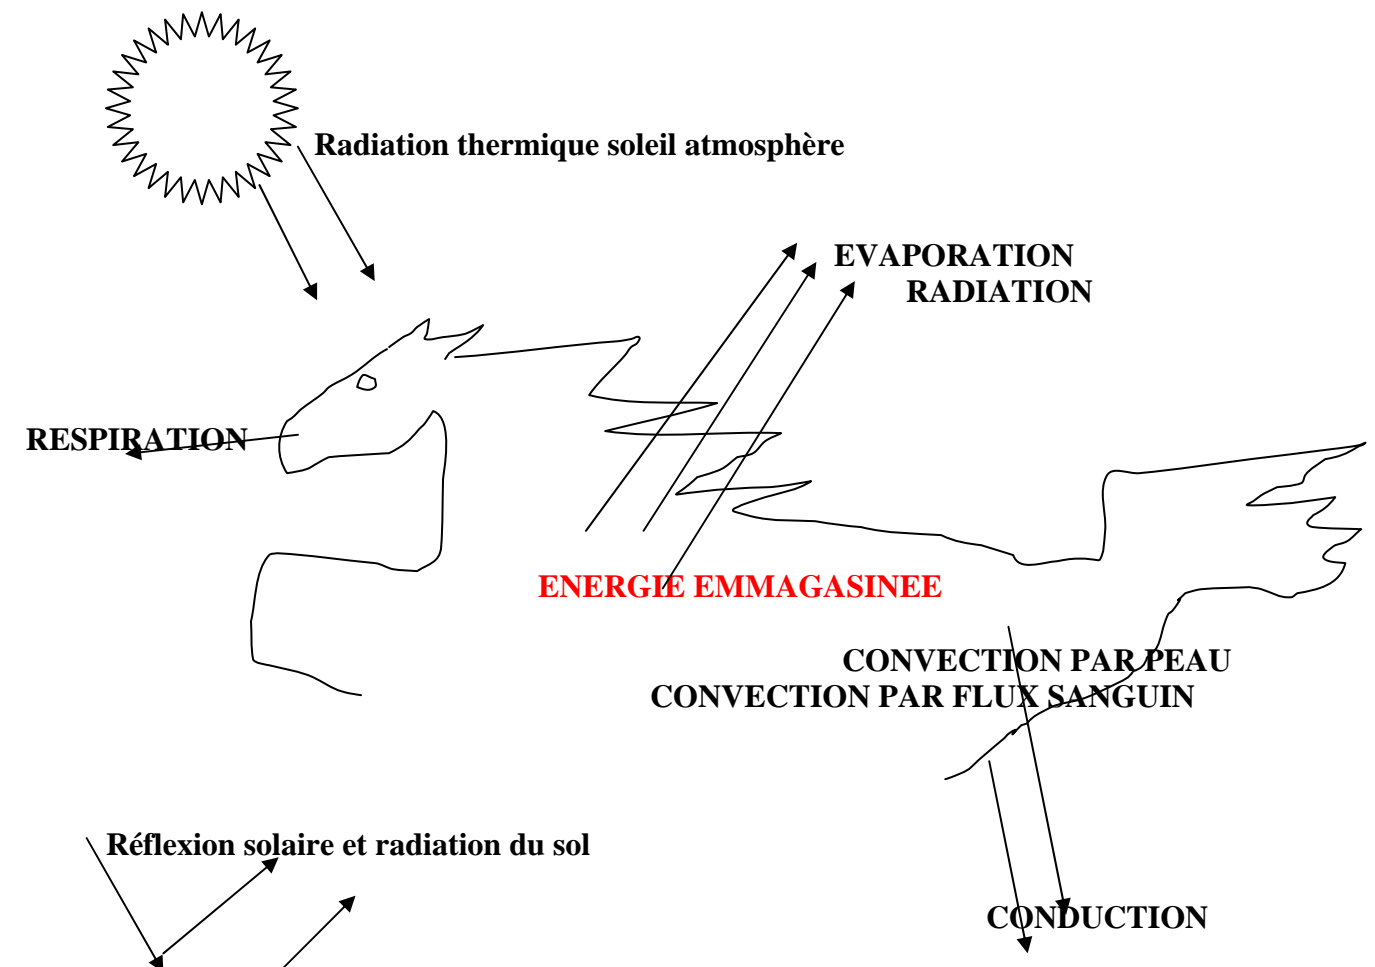 Radiation thermique soleil atmosphère
EVAPORATION
RADIATION
RESPIRATION
ENERGIE EMMAGASINEE
CONVECTION PAR PEAU
CONVECTION PAR FLUX SANGUIN
Réflexion solaire et radiation du sol
CONDUCTION